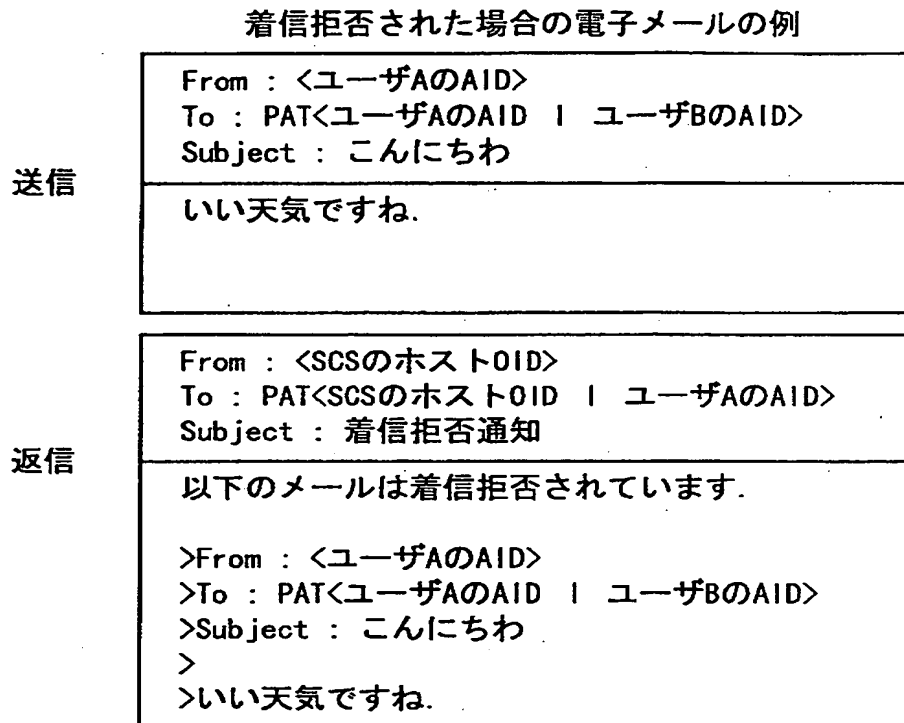 着信拒否された場合の電子メールの例
送信
From : <ユーザAのAID>
To : PAT<ユーザAのAID | ユーザBのAID>
Subject : こんにちわ
いい天気ですね.
返信
From : <SCSのホストOID>
To : PAT<SCSのホストOID | ユーザAのAID>
Subject : 着信拒否通知
以下のメールは着信拒否されています.
>From : <ユーザAのAID>
>To : PAT<ユーザAのAID | ユーザBのAID>
>Subject : こんにちわ
>
>いい天気ですね.